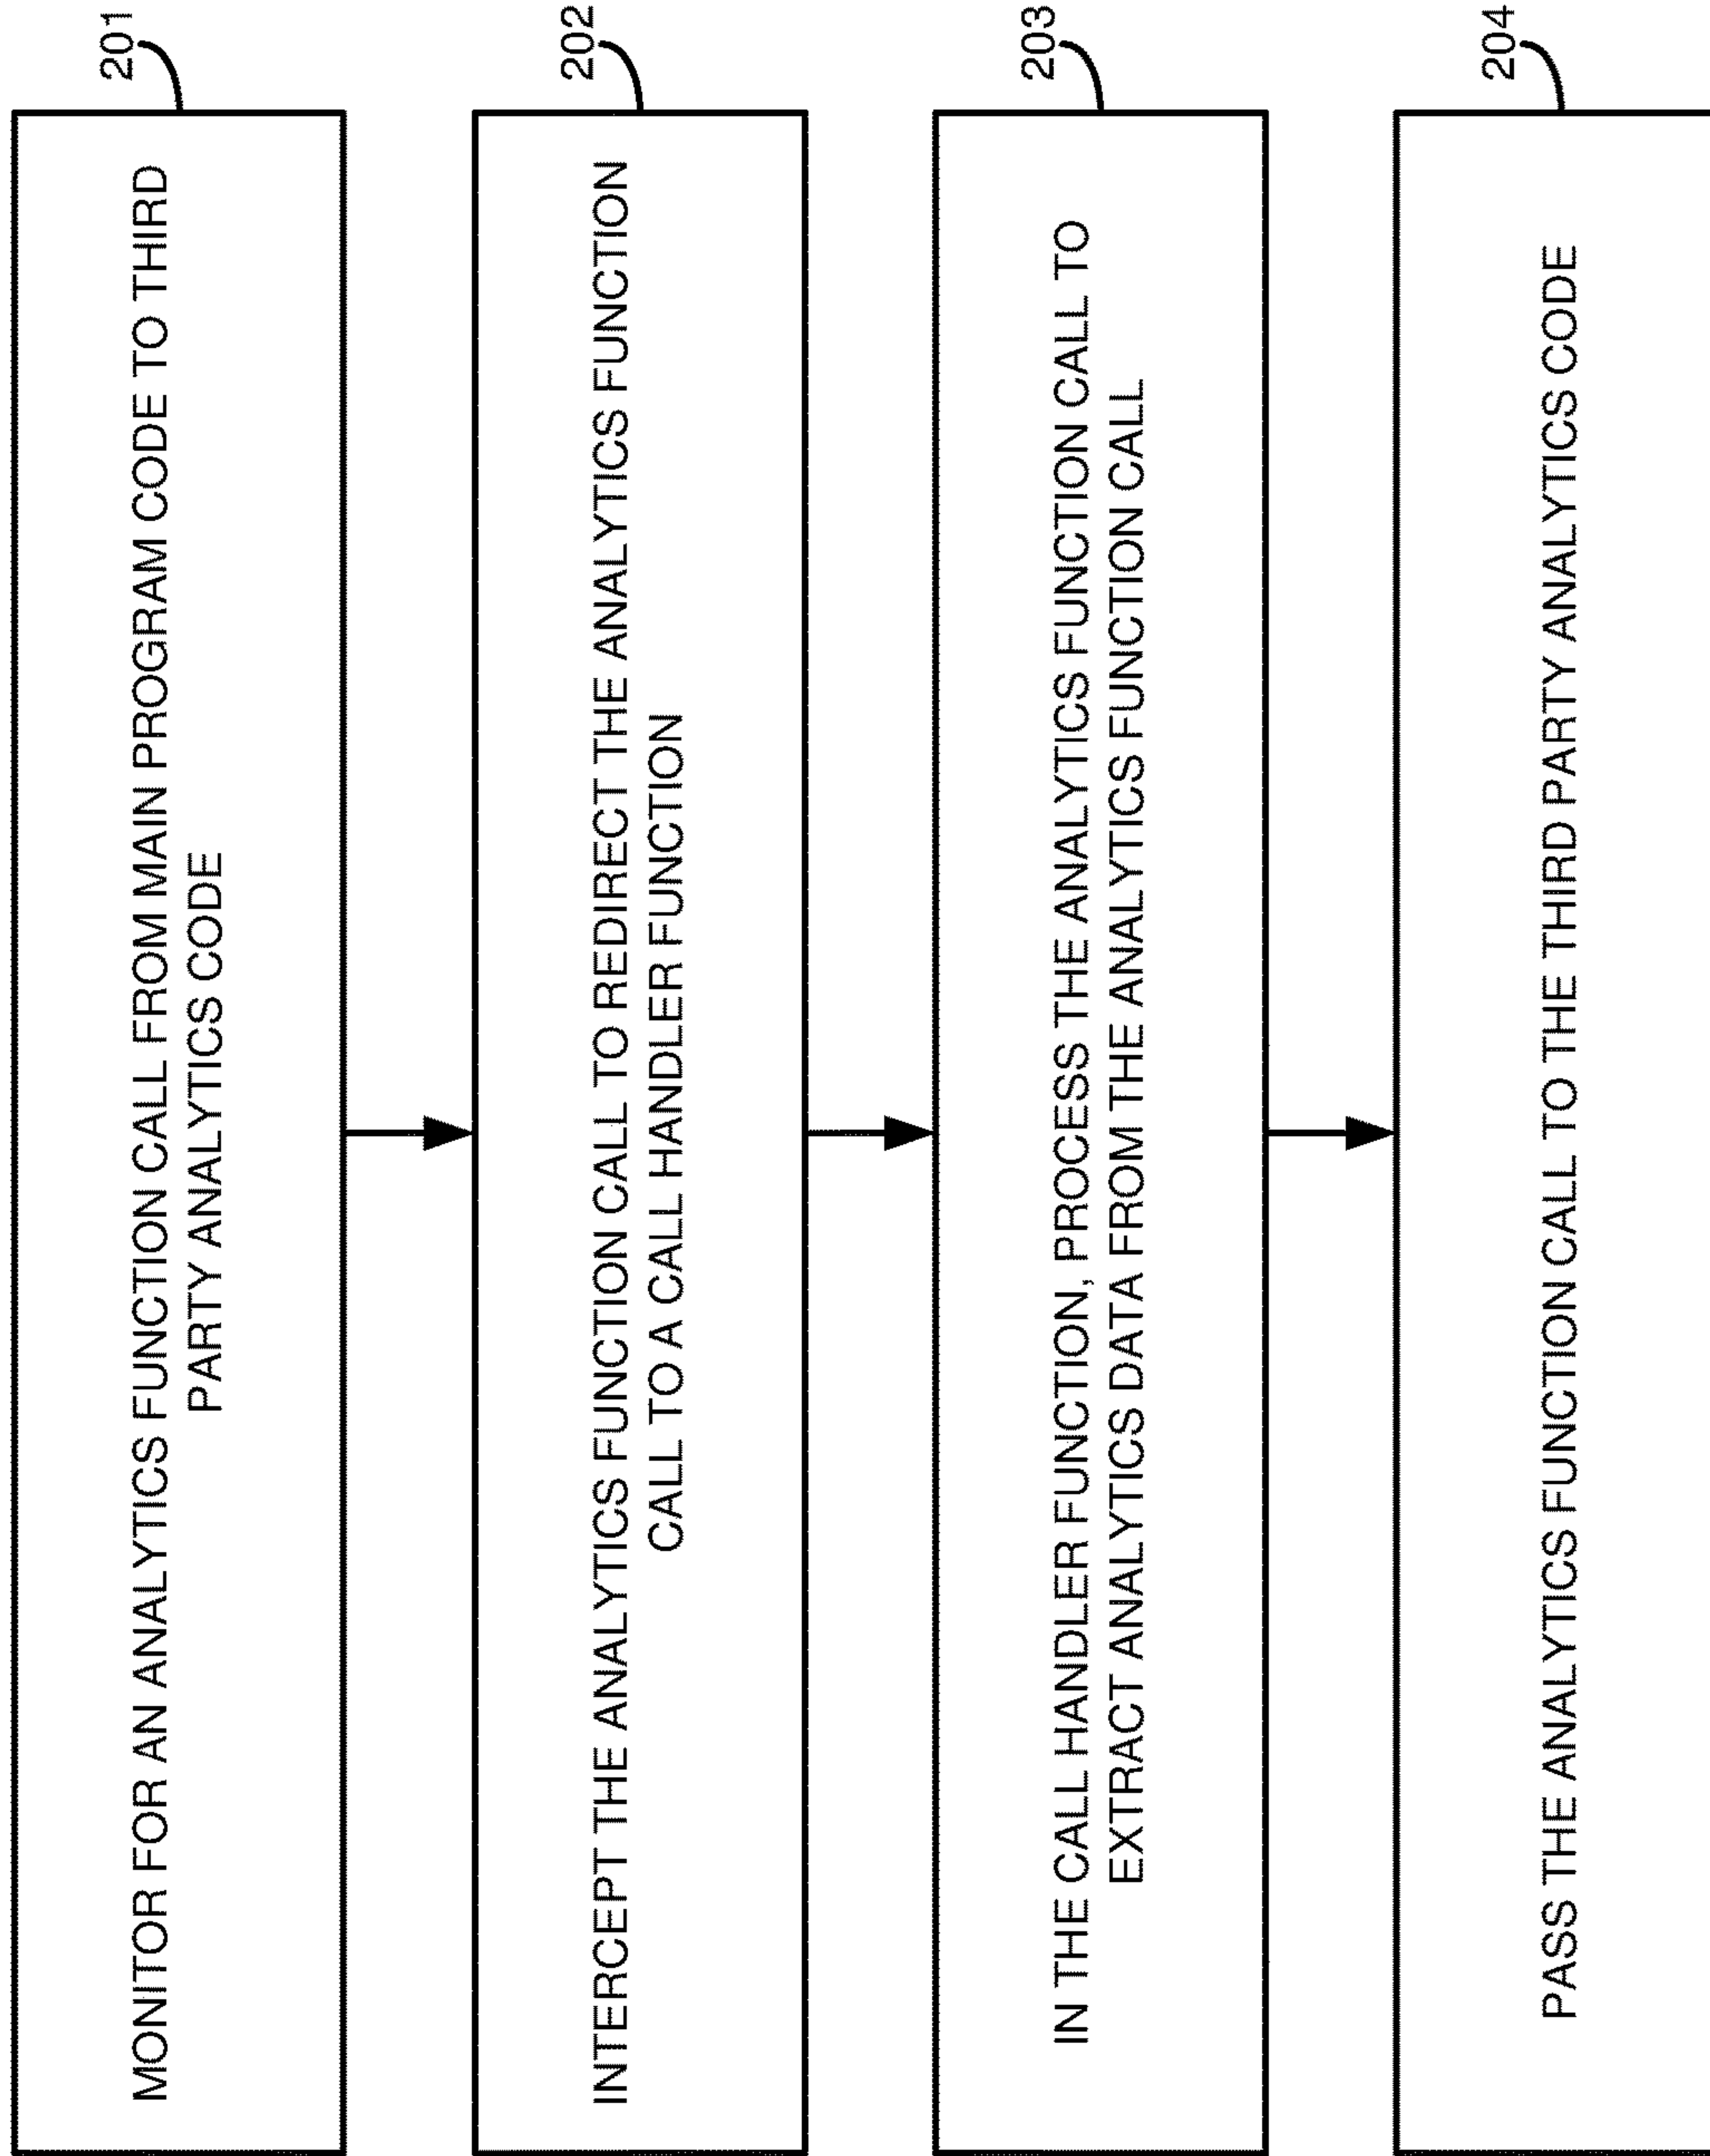 201
MONITOR FOR AN ANALYTICS FUNCTION CALL FROM MAIN PROGRAM CODE TO THIRD
PARTY ANALYTICS CODE
202
INTERCEPT THE ANALYTICS FUNCTION CALL TO REDIRECT THE ANALYTICS FUNCTION
CALL TO A CALL HANDLER FUNCTION
203
IN THE CALL HANDLER FUNCTION, PROCESS THE ANALYTICS FUNCTION CALL TO
EXTRACT ANALYTICS DATA FROM THE ANALYTICS FUNCTION CALL
204
PASS THE ANALYTICS FUNCTION CALL TO THE THIRD PARTY ANALYTICS CODE